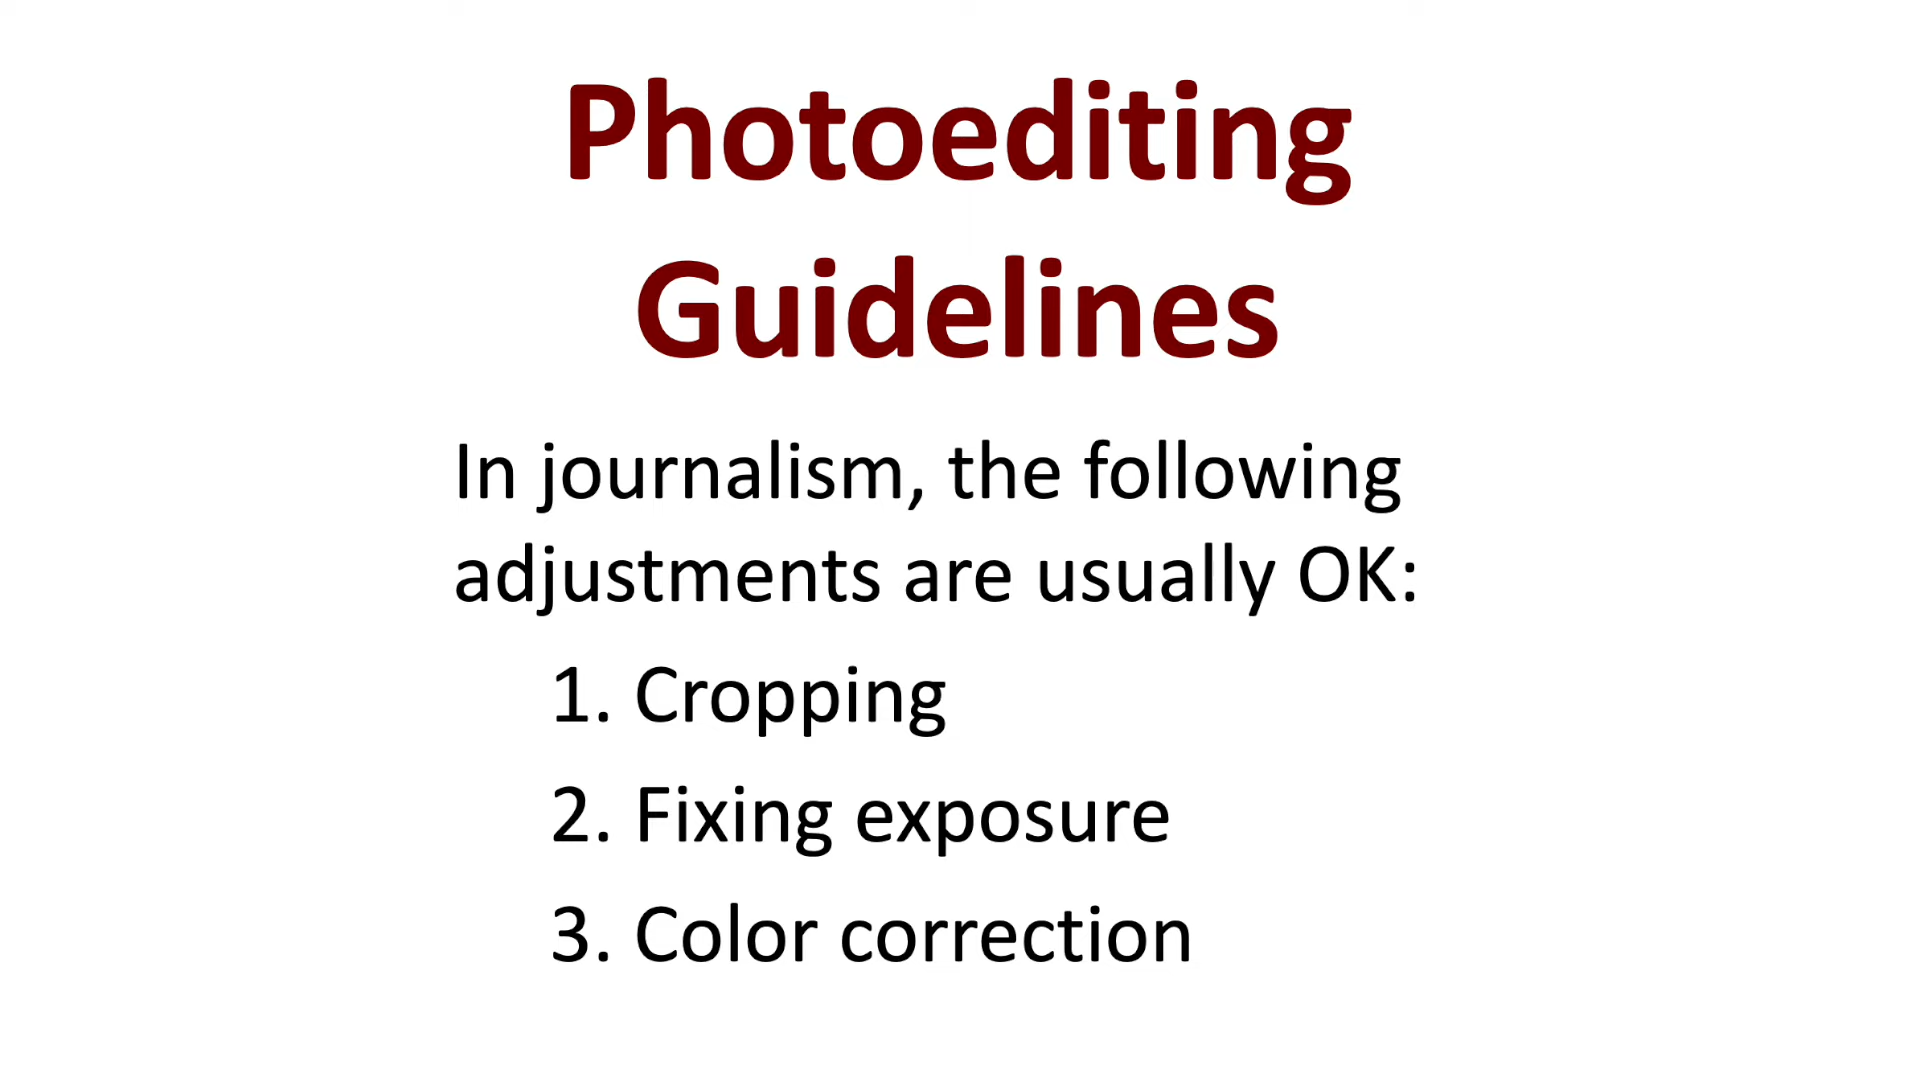 Photoediting
Guidelines
In journalism, the following
adjustments are usually OK:
1. Cropping
2. Fixing exposure
3. Color correction